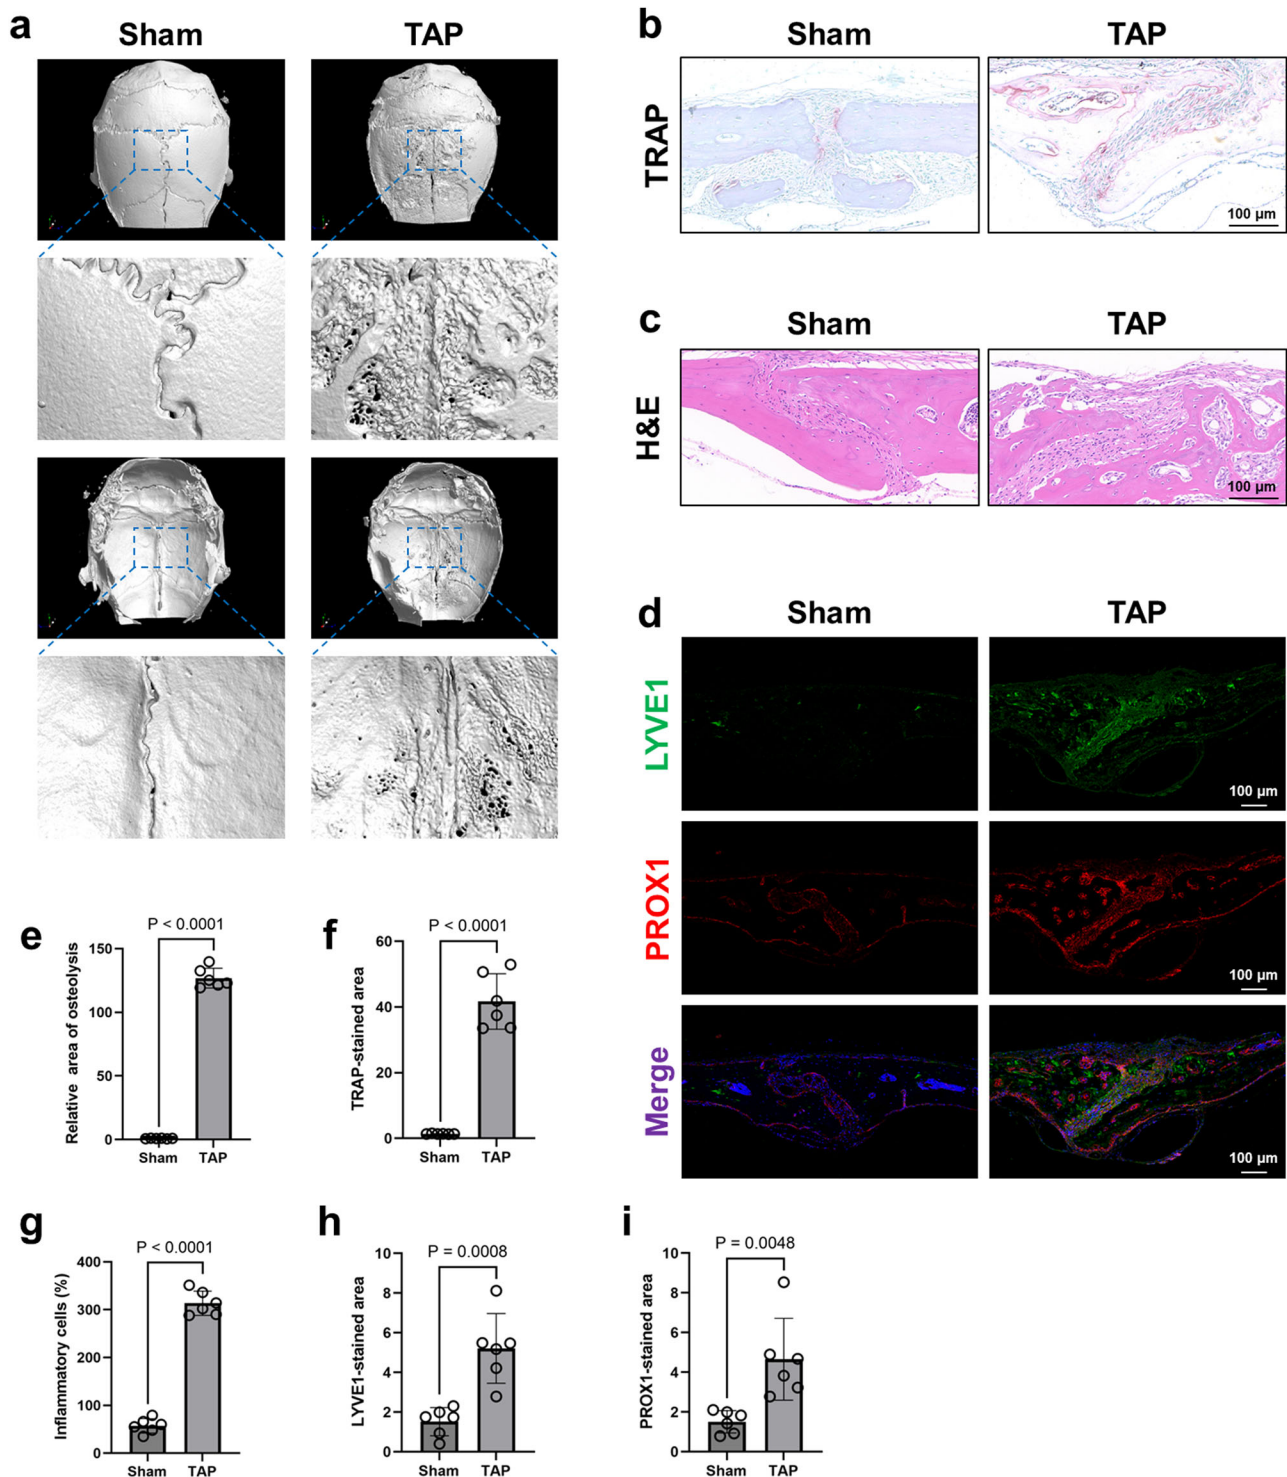 a
Sham
TAP
b
Sham
TAP
TRAP
100 µm
c
Sham
TAP
H&E
100 µm
d
Sham
TAP
LYVE1
100 µm
PROX1
100 µm
Merge
100 µm
e
P < 0.0001
Relative area of osteolysis
150
100
50
0
Sham
TAP
f
P < 0.0001
TRAP-stained area
60
40
20
0
Sham
TAP
g
P < 0.0001
Inflammatory cells (%)
400
300
200
100
0
Sham
TAP
h
P = 0.0008
LYVE1-stained area
10
8
6
4
2
0
Sham
TAP
i
P = 0.0048
PROX1-stained area
10
8
6
4
2
0
Sham
TAP